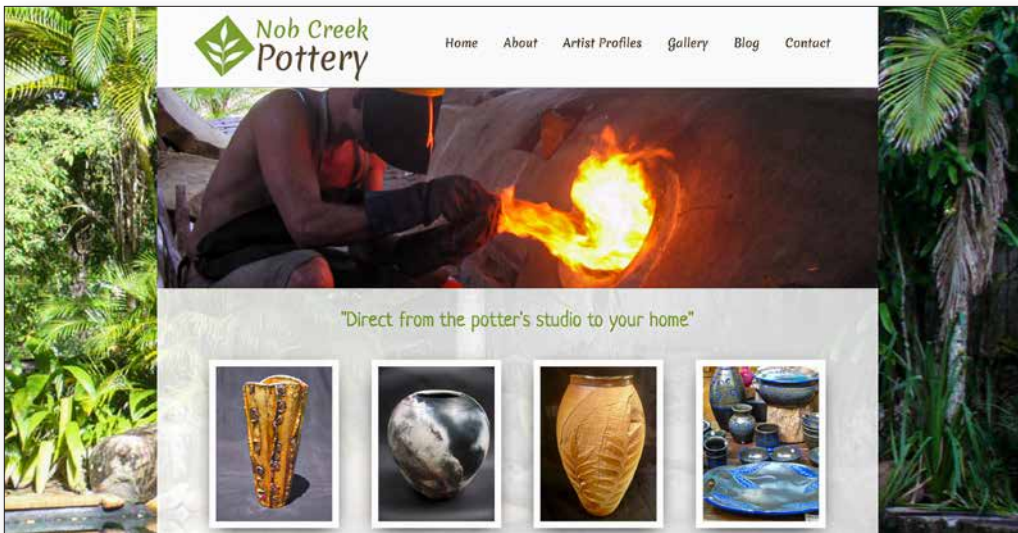 Nob Creek
Pottery
Home About Artist Profiles Gallery Blog Contact
"Direct from the potter's studio to your home"